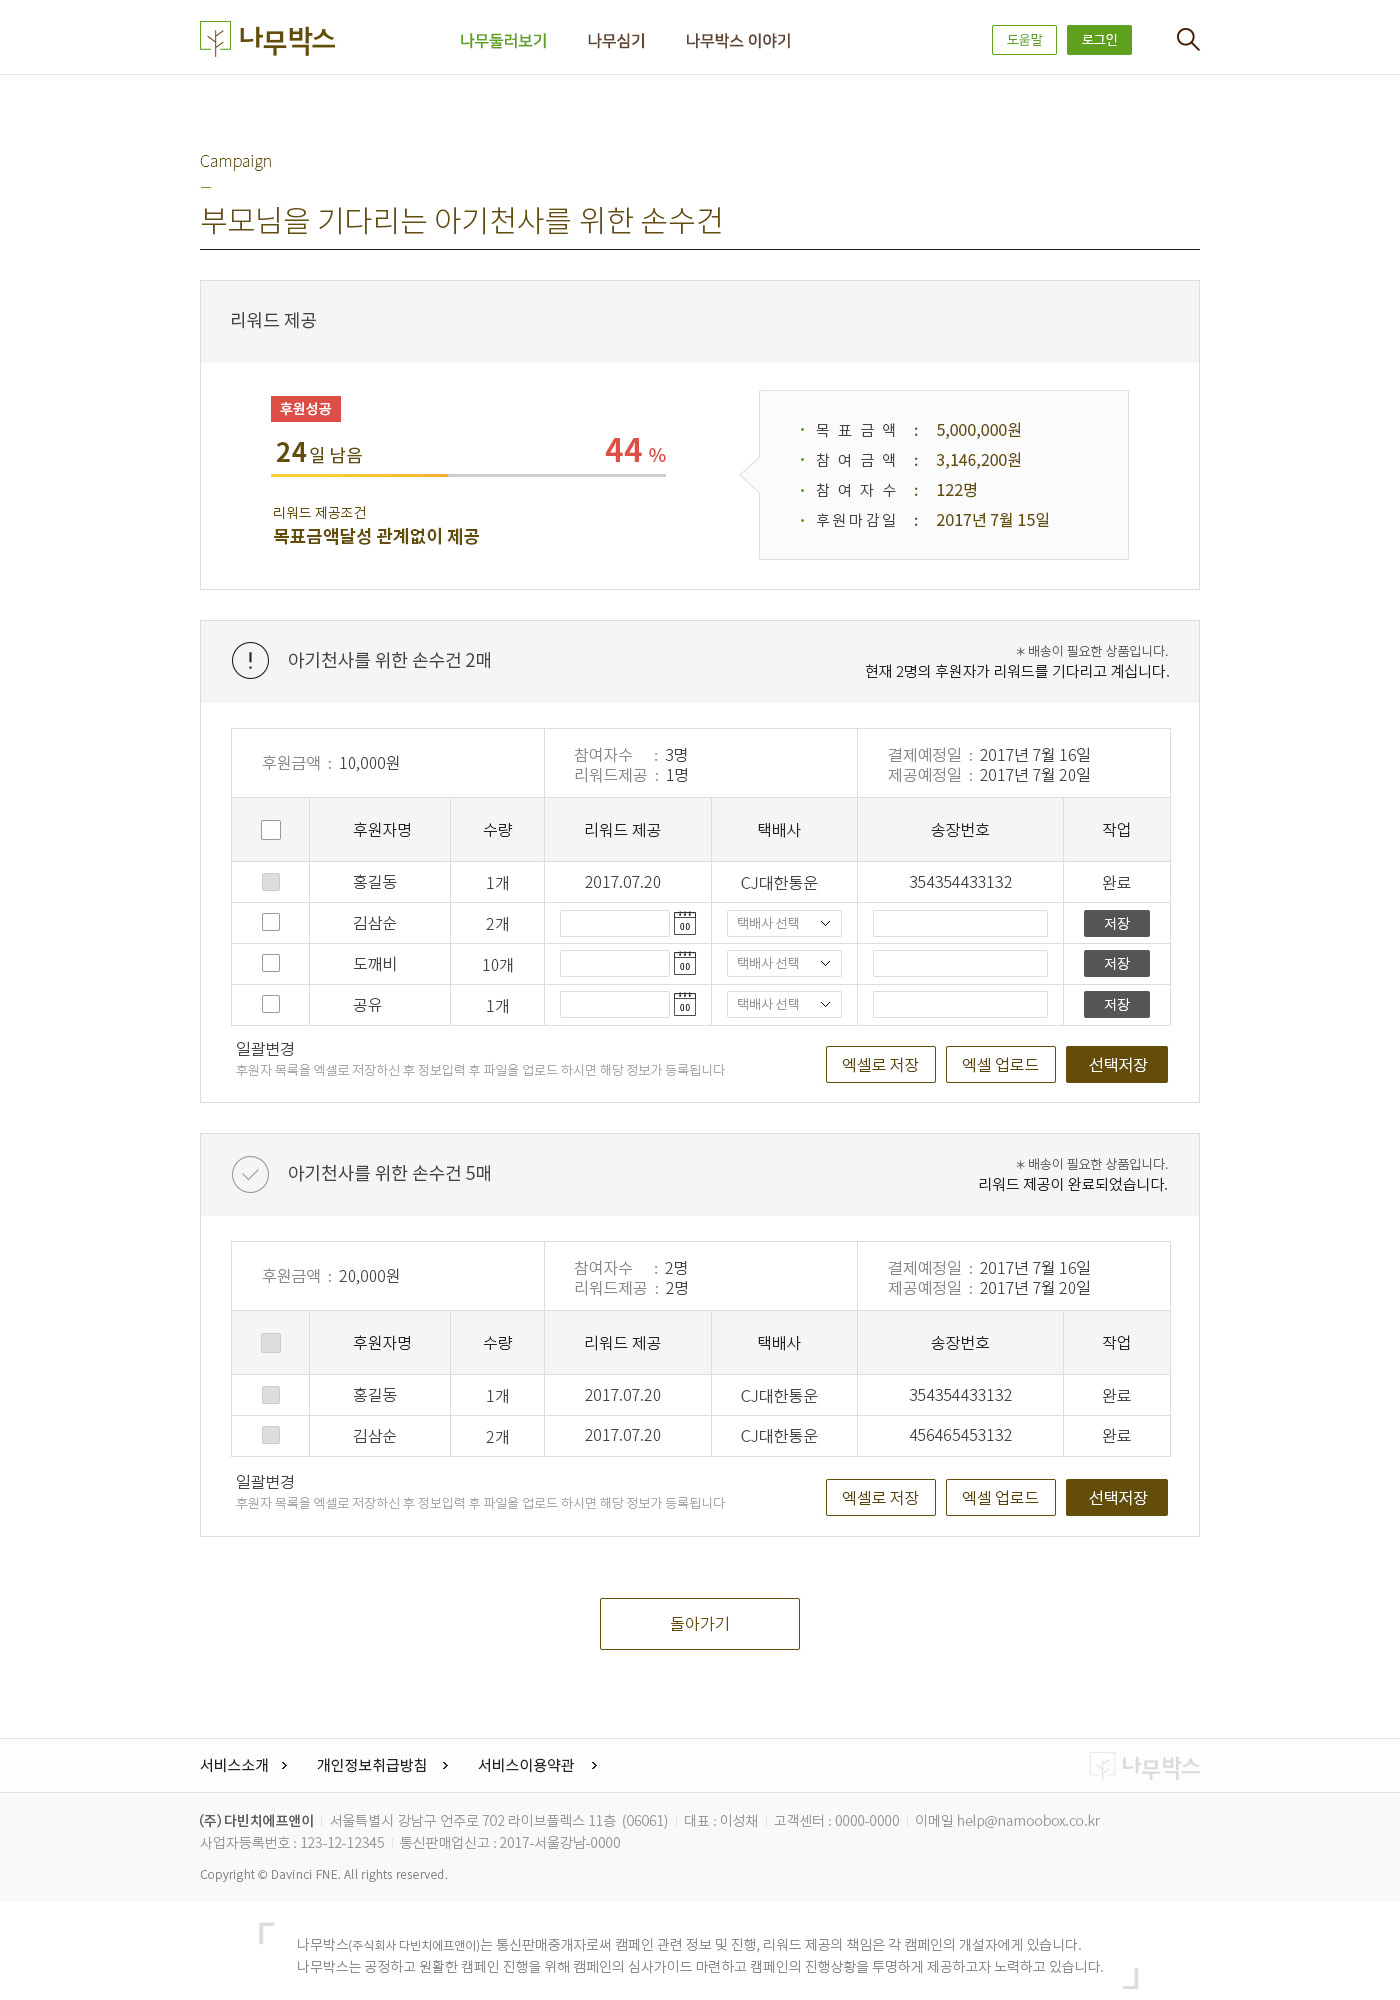 나무박스 나무둘러보기 나무심기 나무박스 이야기 도움말 로그인
Campaign
부모님을 기다리는 아기천사를 위한 손수건
리워드 제공
후원성공
24일 남음 44 %
리워드 제공조건
목표금액달성 관계없이 제공
· 목표금액 : 5,000,000원
· 참여금액 : 3,146,200원
· 참여자수 : 122명
· 후원마감일 : 2017년 7월 15일
아기천사를 위한 손수건 2매
* 배송이 필요한 상품입니다.
현재 2명의 후원자가 리워드를 기다리고 계십니다.
후원금액 : 10,000원
참여자수 : 3명
리워드제공 : 1명
결제예정일 : 2017년 7월 16일
제공예정일 : 2017년 7월 20일
후원자명 수량 리워드 제공 택배사 송장번호 작업
홍길동 1개 2017.07.20 CJ대한통운 354354433132 완료
김삼순 2개 00 택배사 선택 저장
도깨비 10개 00 택배사 선택 저장
공유 1개 00 택배사 선택 저장
일괄변경
후원자 목록을 엑셀로 저장하신 후 정보입력 후 파일을 업로드 하시면 해당 정보가 등록됩니다
엑셀로 저장 엑셀 업로드 선택저장
아기천사를 위한 손수건 5매
* 배송이 필요한 상품입니다.
리워드 제공이 완료되었습니다.
후원금액 : 20,000원
참여자수 : 2명
리워드제공 : 2명
결제예정일 : 2017년 7월 16일
제공예정일 : 2017년 7월 20일
후원자명 수량 리워드 제공 택배사 송장번호 작업
홍길동 1개 2017.07.20 CJ대한통운 354354433132 완료
김삼순 2개 2017.07.20 CJ대한통운 456465453132 완료
일괄변경
후원자 목록을 엑셀로 저장하신 후 정보입력 후 파일을 업로드 하시면 해당 정보가 등록됩니다
엑셀로 저장 엑셀 업로드 선택저장
돌아가기
서비스소개 개인정보취급방침 서비스이용약관 나무박스
(주) 다빈치에프앤이 서울특별시 강남구 언주로 702 라이브플렉스 11층 (06061) 대표 : 이성채 고객센터 : 0000-0000 이메일 help@namoobox.co.kr
사업자등록번호 : 123-12-12345 통신판매업신고 : 2017-서울강남-0000
Copyright © Davinci FNE. All rights reserved.
「 나무박스(주식회사 다빈치에프앤이)는 통신판매중개자로써 캠페인 관련 정보 및 진행, 리워드 제공의 책임은 각 캠페인의 개설자에게 있습니다.
나무박스는 공정하고 원활한 캠페인 진행을 위해 캠페인의 심사가이드 마련하고 캠페인의 진행상황을 투명하게 제공하고자 노력하고 있습니다. 」